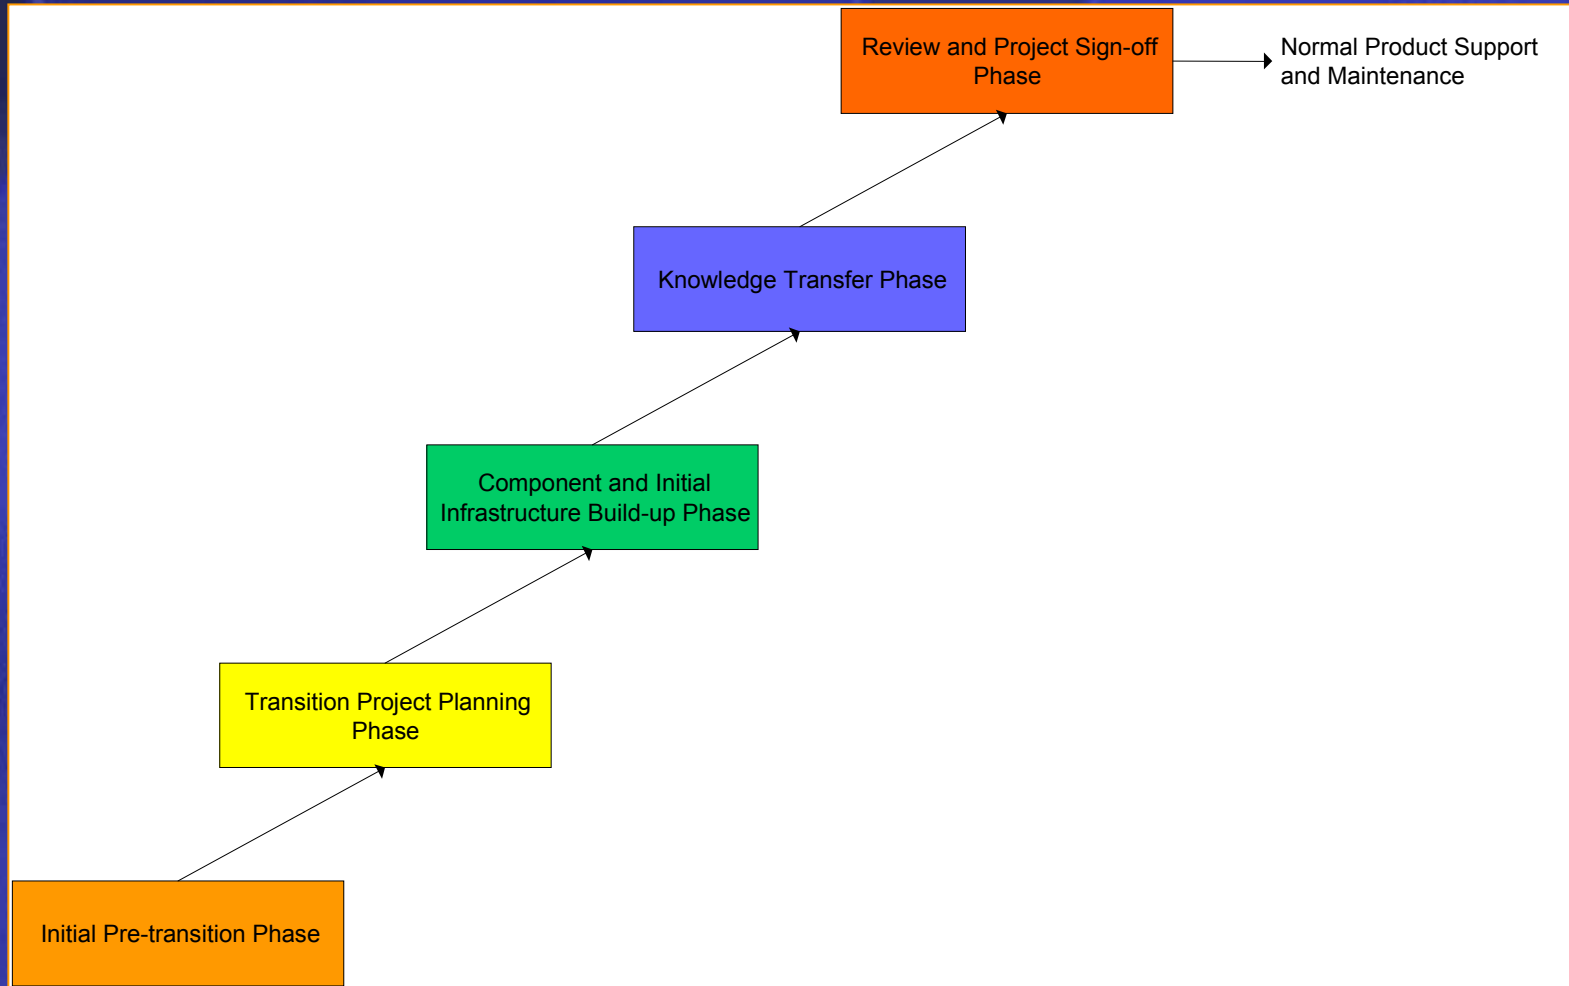 Review and Project Sign-off
Phase
Normal Product Support
and Maintenance
Knowledge Transfer Phase
Component and Initial
Infrastructure Build-up Phase
Transition Project Planning
Phase
Initial Pre-transition Phase